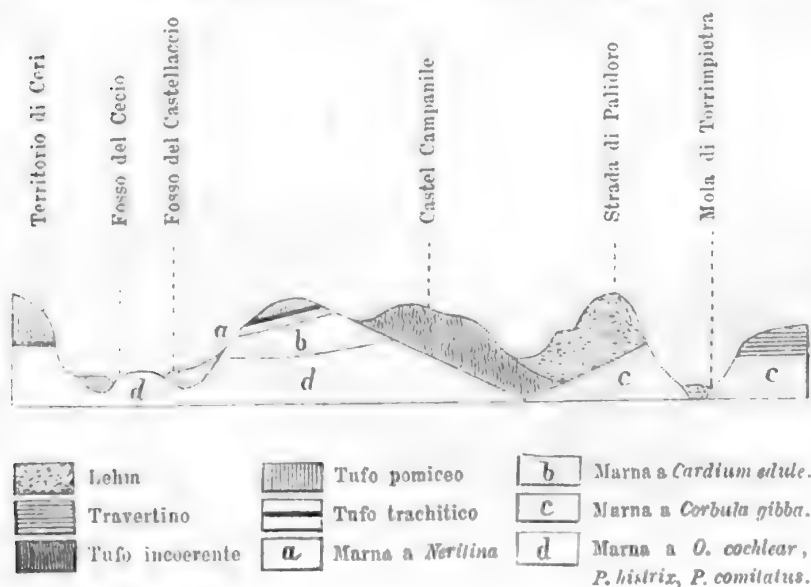 Territorio di Ceri
Fosso del Cecio
Fosso del Castellaccio
Castel Campanile
Strada di Palidoro
Mola di Torrimpietra
a
b
d
d
c
c
Lehm
Travertino
Tufo incoerente
Tufo pomiceo
Tufo trachitico
a Marna a Neritina
b Marna a Cardium edule.
c Marna a Corbula gibba.
d Marna a O. cochlear,
P. histrix, P. comitatus.